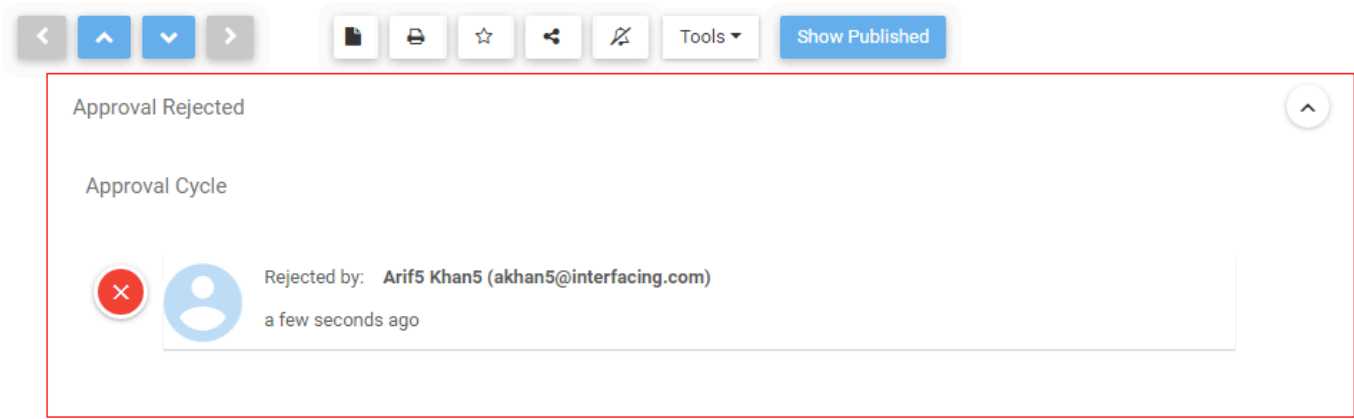 Tools
Show Published
Approval Rejected
Approval Cycle
Rejected by: Arif5 Khan5 (akhan5@interfacing.com)
a few seconds ago